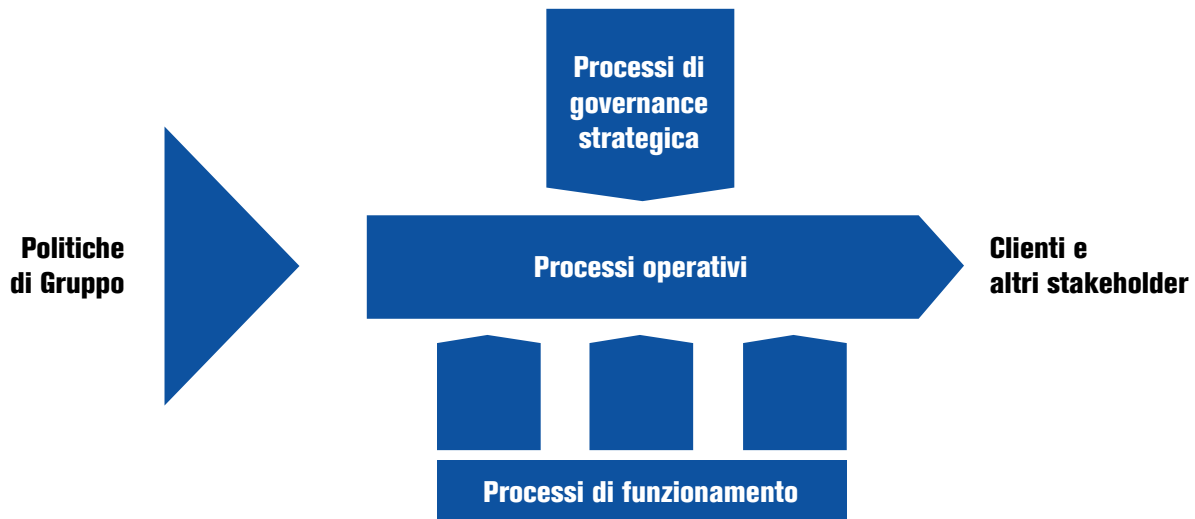 Processi di
governance
strategica
Politiche
di Gruppo
Processi operativi
Clienti e
altri stakeholder
Processi di funzionamento